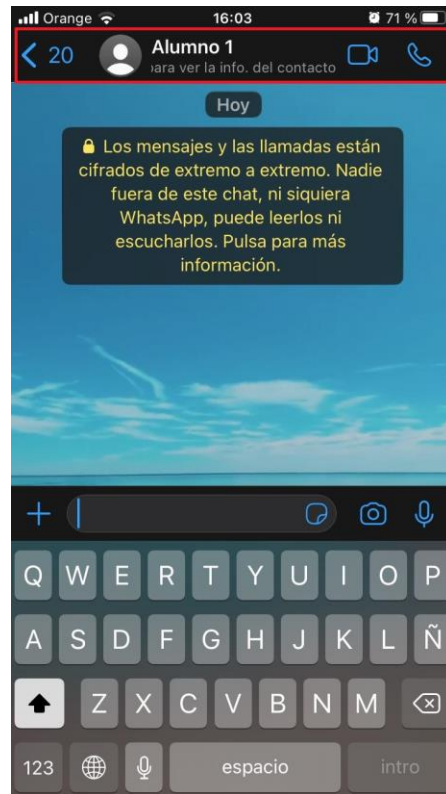 Orange 16:03 71 %
20 Alumno 1
para ver la info. del contacto
Hoy
Los mensajes y las llamadas están
cifrados de extremo a extremo. Nadie
fuera de este chat, ni siquiera
WhatsApp, puede leerlos ni
escucharlos. Pulsa para más
información.
Q W E R T Y U I O P
A S D F G H J K L Ñ
Z X C V B N M
123 espacio intro